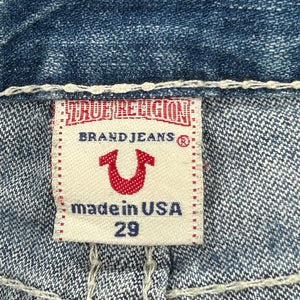 TRUE RELIGION
BRAND JEANS ®
made in USA
29